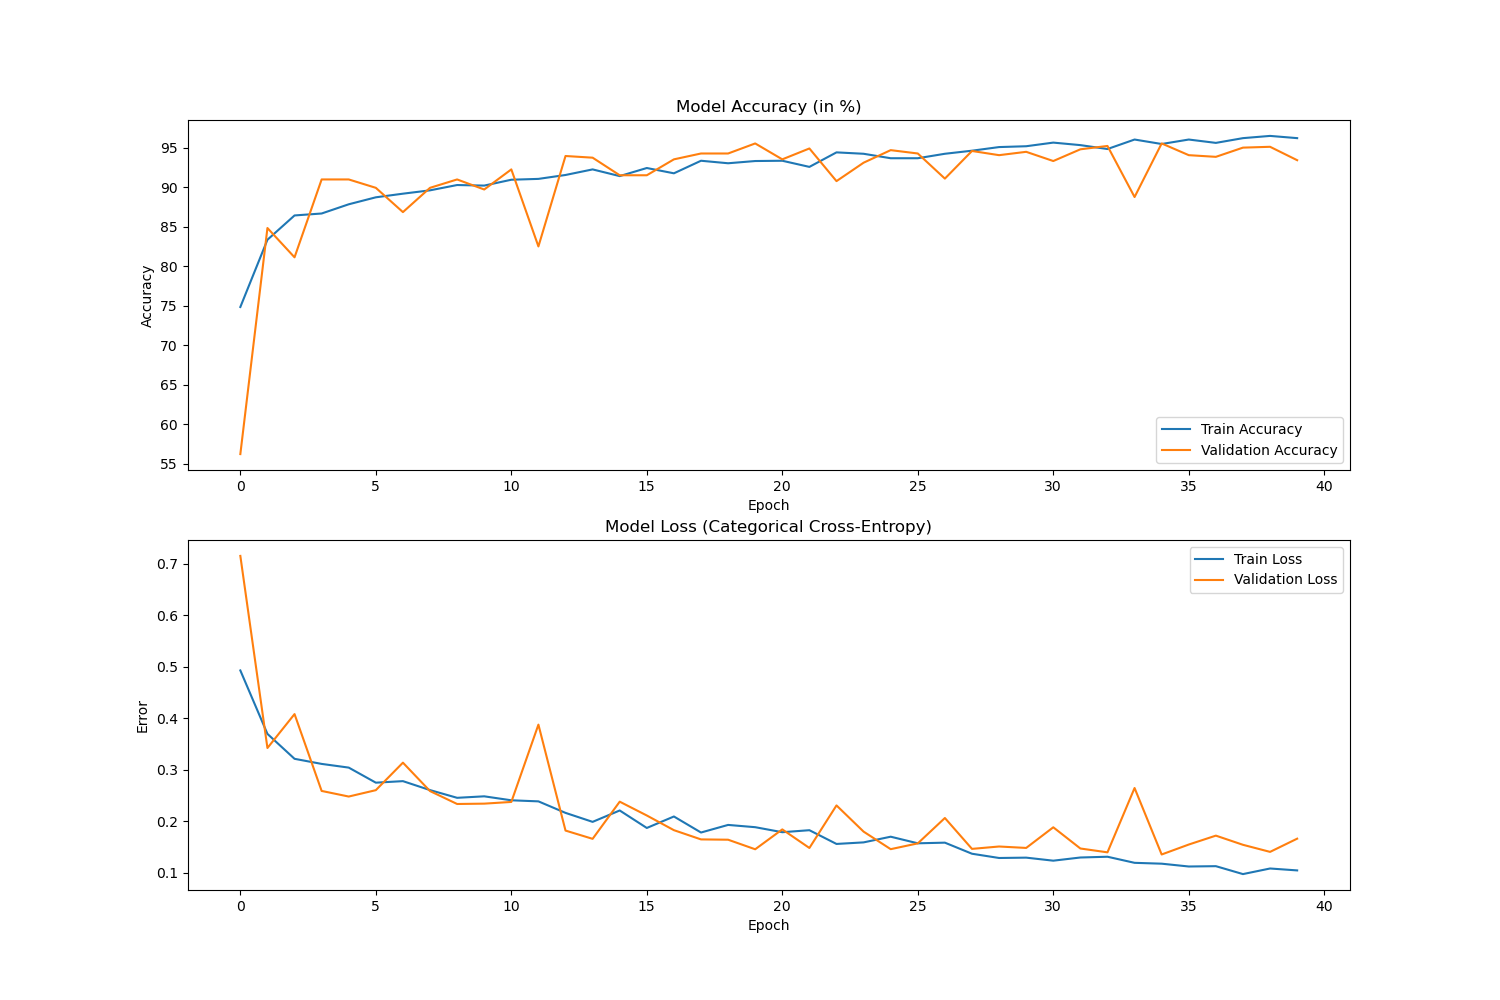 Model Accuracy (in %)
95
90
85
80
75
70
65
60
55
Accuracy
Train Accuracy
Validation Accuracy
0 5 10 15 20 25 30 35 40
Epoch
Model Loss (Categorical Cross-Entropy)
0.7
0.6
0.5
0.4
0.3
0.2
0.1
Error
Train Loss
Validation Loss
0 5 10 15 20 25 30 35 40
Epoch